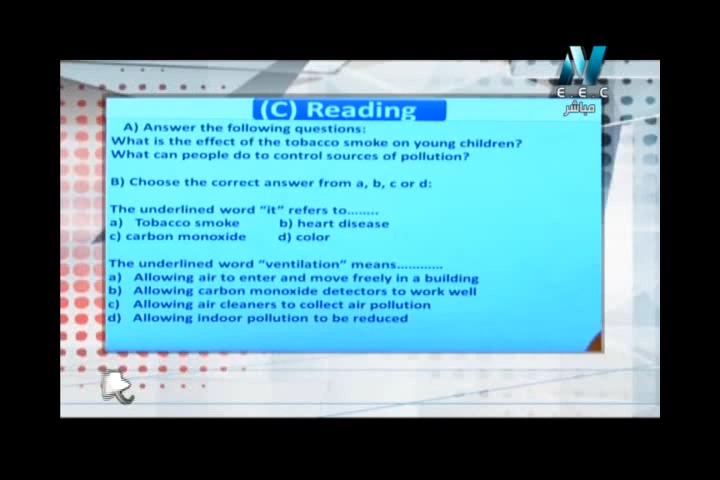 E.E.C
مباشر
(C) Reading
A) Answer the following questions:
What is the effect of the tobacco smoke on young children?
What can people do to control sources of pollution?
B) Choose the correct answer from a, b, c or d:
The underlined word “it” refers to........
a) Tobacco smoke b) heart disease
c) carbon monoxide d) color
The underlined word “ventilation” means............
a) Allowing air to enter and move freely in a building
b) Allowing carbon monoxide detectors to work well
c) Allowing air cleaners to collect air pollution
d) Allowing indoor pollution to be reduced